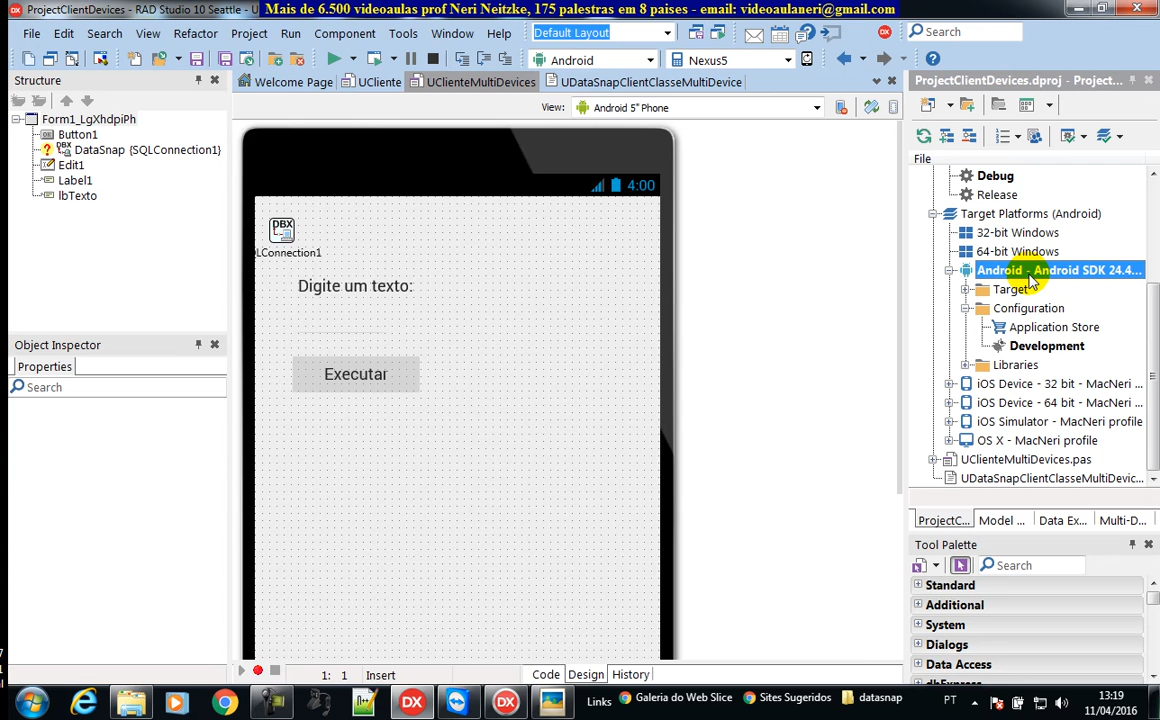 ProjectClientDevices - RAD Studio 10 Seattle - U
Mais de 6.500 videoaulas prof Neri Neitzke, 175 palestras em 8 paises - email: videoaulaneri@gmail.com
File Edit Search View Refactor Project Run Component Tools Window Help
Default Layout
Search
Android
Nexus5
Structure
Welcome Page UCliente UClienteMultiDevices UDataSnapClientClasseMultiDevice
ProjectClientDevices.dproj - Project...
View: Android 5" Phone
Form1_LgXhdpiPh
Button1
DataSnap {SQLConnection1}
Edit1
Label1
lbTexto
File
Debug
Release
Target Platforms (Android)
32-bit Windows
64-bit Windows
Android - Android SDK 24.4...
Target
Configuration
Application Store
Development
Libraries
iOS Device - 32 bit - MacNeri ...
iOS Device - 64 bit - MacNeri ...
iOS Simulator - MacNeri profile
OS X - MacNeri profile
UClienteMultiDevices.pas
UDataSnapClientClasseMultiDevic...
4:00
DBX
LConnection1
Digite um texto:
Executar
Object Inspector
Properties
Search
ProjectC... Model ... Data Ex... Multi-D...
Tool Palette
Search
Standard
Additional
System
Dialogs
Data Access
dbExpress
1: 1 Insert
Code Design History
Links Galeria do Web Slice Sites Sugeridos datasnap
PT
13:19
11/04/2016